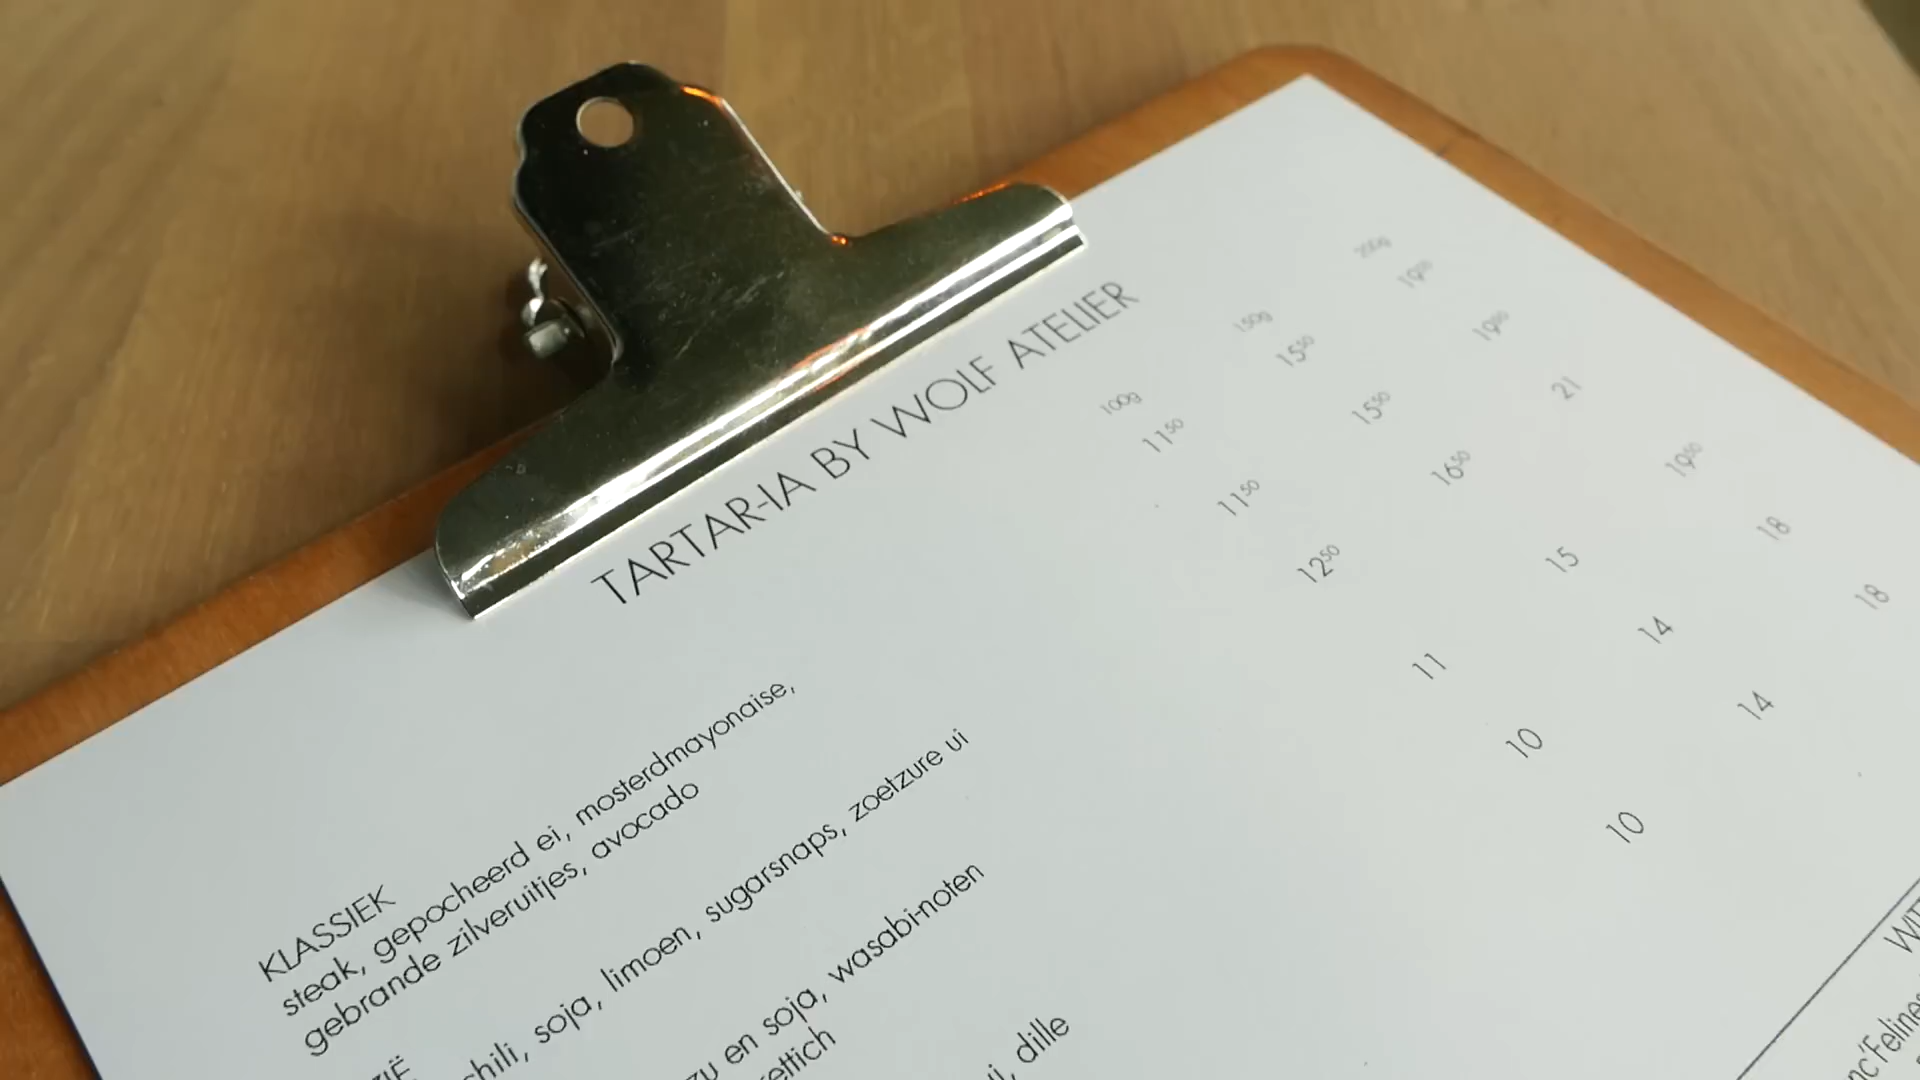 TARTAR-IA BY WOLF ATELIER
100g 150g 200g
11⁵⁰ 15⁵⁰ 19⁵⁰
11⁵⁰ 15⁵⁰ 19⁵⁰
12⁵⁰ 16⁵⁰ 21
11 15 19⁵⁰
10 14 18
10 14 18
KLASSIEK
steak, gepocheerd ei, mosterdmayonaise,
gebrande zilveruitjes, avocado
chili, soja, limoen, sugarsnaps, zoetzure ui
en soja, wasabi-noten
dille